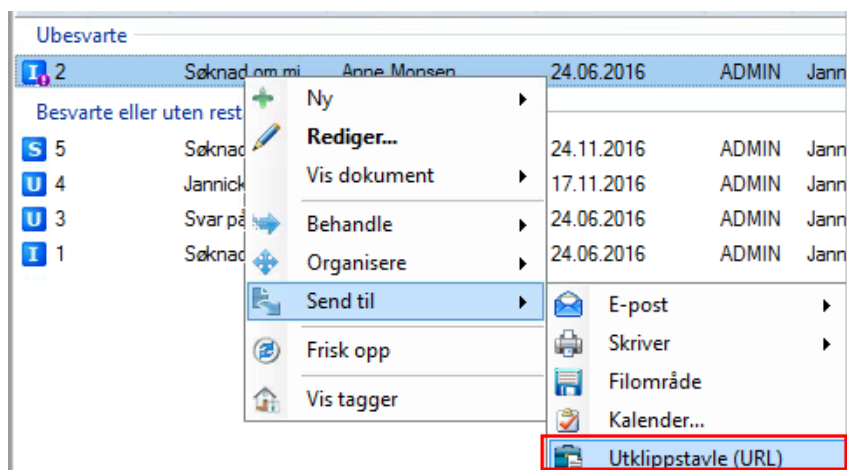 Ubesvarte
I 2 Søknad om mi Anne Monsen 24.06.2016 ADMIN Jann
Ny
Besvarte eller uten rest
Rediger...
S 5 Søknad 24.11.2016 ADMIN Jann
Vis dokument
U 4 Jannick 17.11.2016 ADMIN Jann
U 3 Svar på 24.06.2016 ADMIN Jann
Behandle
I 1 Søknad 24.06.2016 ADMIN Jann
Organisere
Send til
E-post
Skriver
Frisk opp
Filområde
Vis tagger
Kalender...
Utklippstavle (URL)